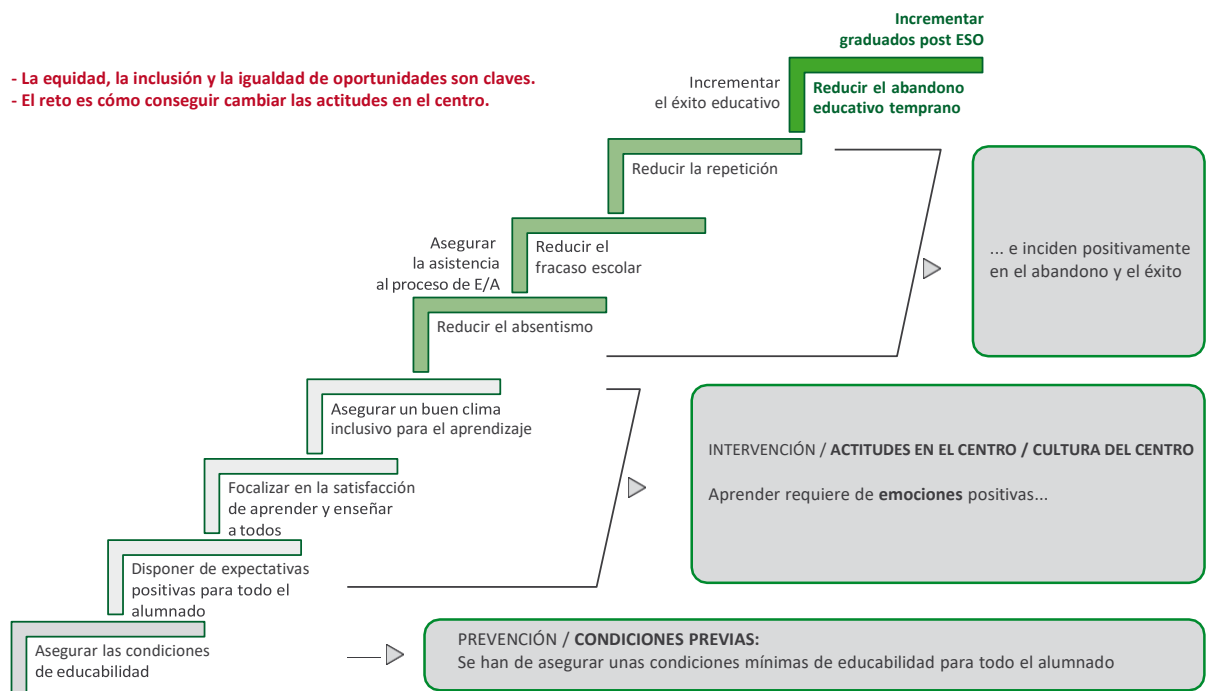 Incrementar
graduados post ESO
- La equidad, la inclusión y la igualdad de oportunidades son claves.
- El reto es cómo conseguir cambiar las actitudes en el centro.
Incrementar
el éxito educativo
Reducir el abandono
educativo temprano
Reducir la repetición
Asegurar
la asistencia
al proceso de E/A
Reducir el
fracaso escolar
... e inciden positivamente
en el abandono y el éxito
Reducir el absentismo
Asegurar un buen clima
inclusivo para el aprendizaje
INTERVENCIÓN / ACTITUDES EN EL CENTRO / CULTURA DEL CENTRO
Aprender requiere de emociones positivas...
Focalizar en la satisfacción
de aprender y enseñar
a todos
Disponer de expectativas
positivas para todo el
alumnado
Asegurar las condiciones
de educabilidad
PREVENCIÓN / CONDICIONES PREVIAS:
Se han de asegurar unas condiciones mínimas de educabilidad para todo el alumnado